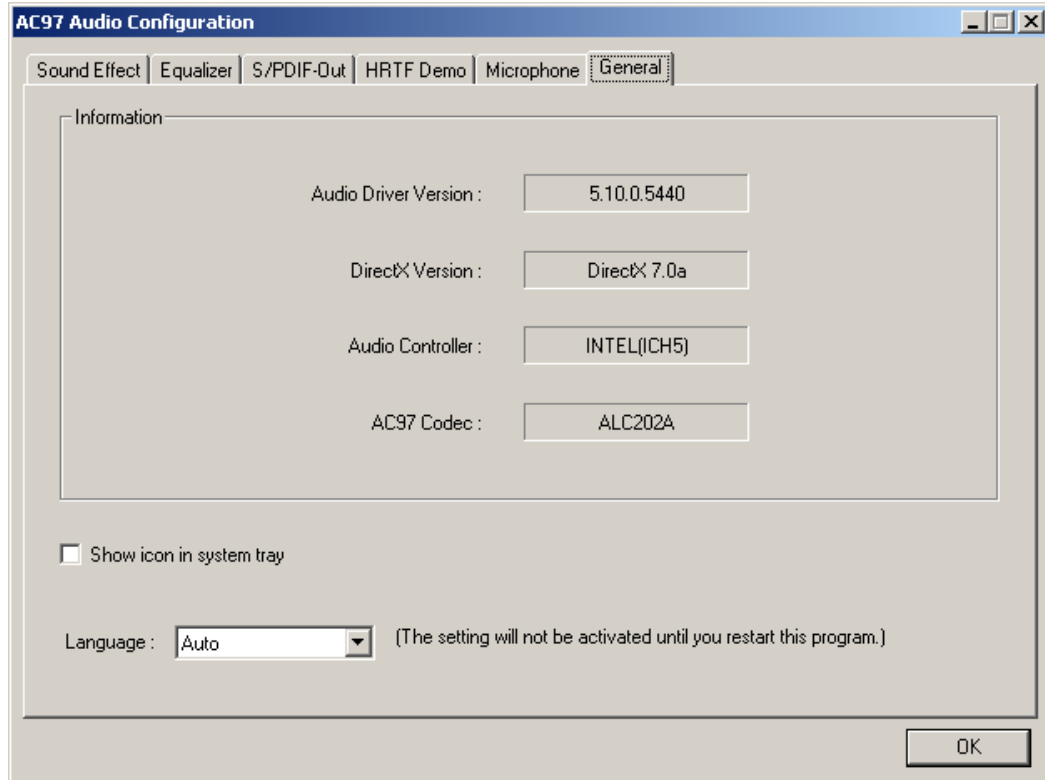 AC97 Audio Configuration
Sound Effect Equalizer S/PDIF-Out HRTF Demo Microphone General
Information
Audio Driver Version : 5.10.0.5440
DirectX Version : DirectX 7.0a
Audio Controller : INTEL(ICH5)
AC97 Codec : ALC202A
Show icon in system tray
Language : Auto (The setting will not be activated until you restart this program.)
OK